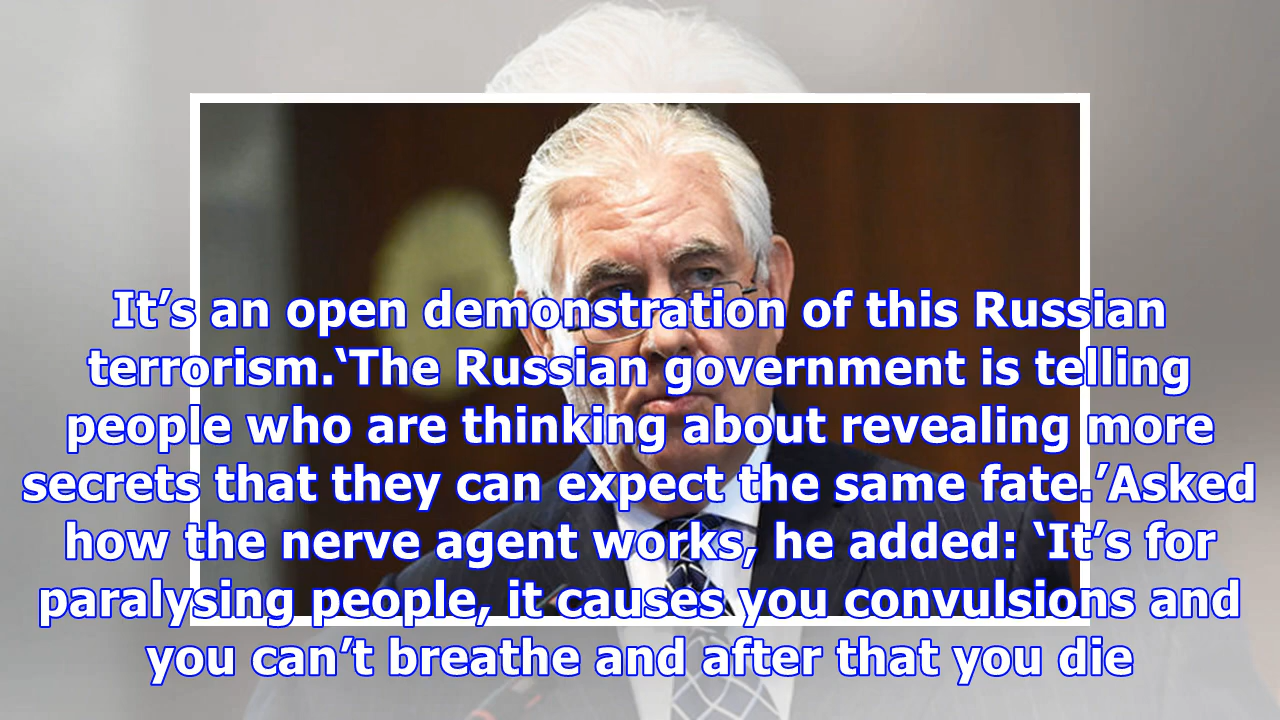 It’s an open demonstration of this Russian
terrorism.‘The Russian government is telling
people who are thinking about revealing more
secrets that they can expect the same fate.’Asked
how the nerve agent works, he added: ‘It’s for
paralysing people, it causes you convulsions and
you can’t breathe and after that you die